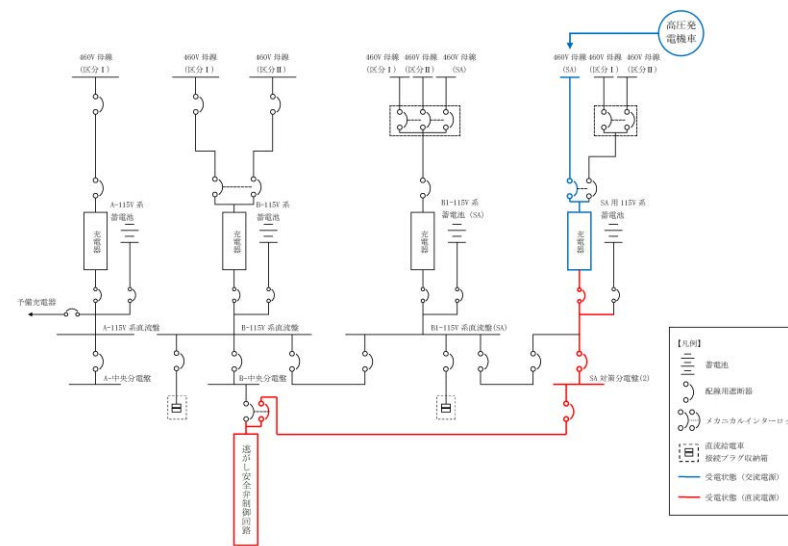 高圧発
電機車
460V 母線
(区分Ⅰ)
460V 母線
(区分Ⅰ)
460V 母線
(区分Ⅲ)
460V 母線
(区分Ⅰ)
460V 母線
(区分Ⅲ)
460V 母線
(SA)
460V 母線
(SA)
460V 母線
(区分Ⅰ)
460V 母線
(区分Ⅲ)
A-115V 系
蓄電池
充電器
B-115V 系
蓄電池
充電器
B1-115V 系
蓄電池 (SA)
充電器
SA 用 115V 系
蓄電池
充電器
予備充電器
A-115V 系直流盤
B-115V 系直流盤
B1-115V 系直流盤(SA)
A-中央分電盤
B-中央分電盤
SA 対策分電盤(2)
逃がし安全弁制御回路
【凡例】
蓄電池
配線用遮断器
メカニカルインターロッ
直流給電車
接続プラグ収納箱
受電状態 (交流電源)
受電状態 (直流電源)